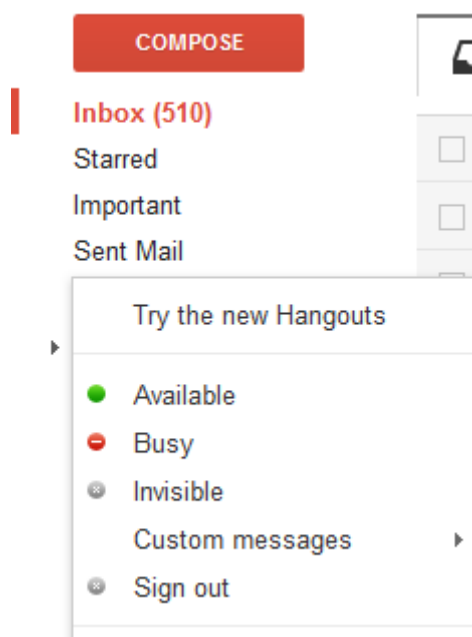 COMPOSE
Inbox (510)
Starred
Important
Sent Mail
Try the new Hangouts
Available
Busy
Invisible
Custom messages
Sign out